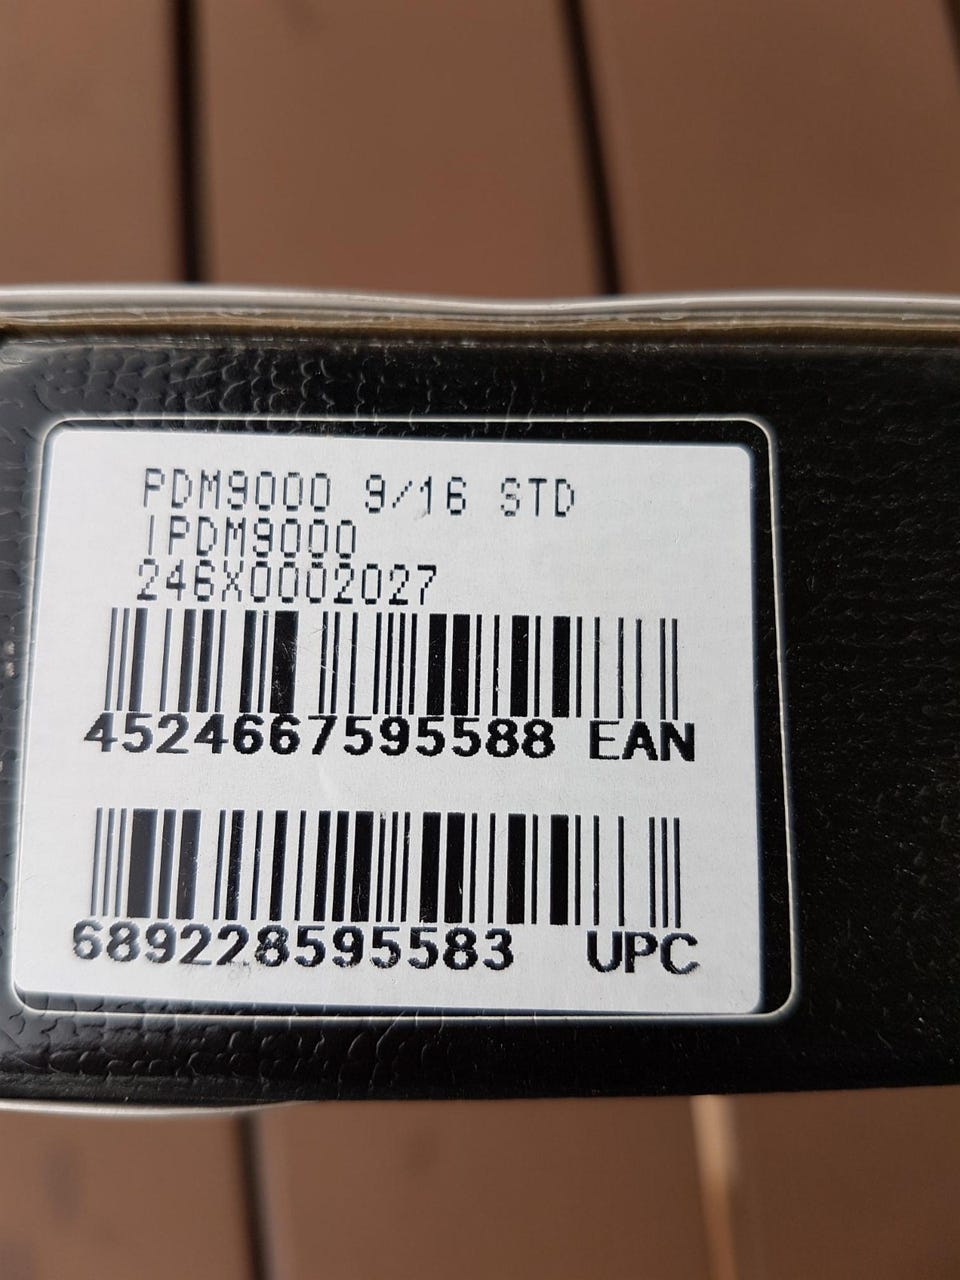 PDM9000 9/16 STD
IPDM9000
246X0002027
4524667595588 EAN
689228595583 UPC